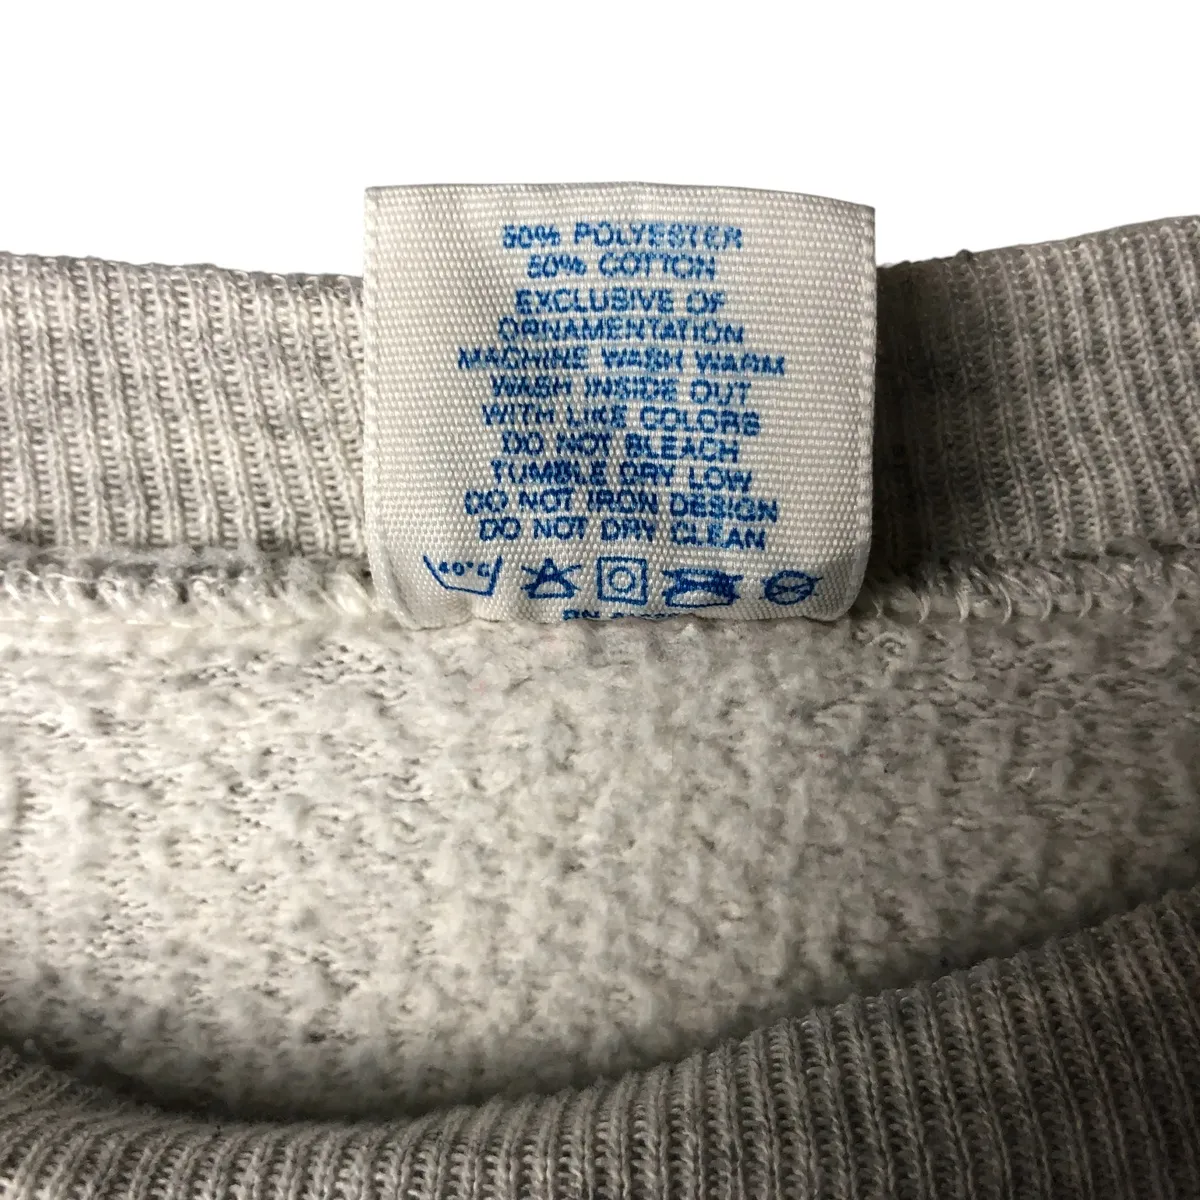 50% POLYESTER
50% COTTON
EXCLUSIVE OF
ORNAMENTATION
MACHINE WASH WARM
WASH INSIDE OUT
WITH LIKE COLORS
DO NOT BLEACH
TUMBLE DRY LOW
DO NOT IRON DESIGN
DO NOT DRY CLEAN
40°C
RN